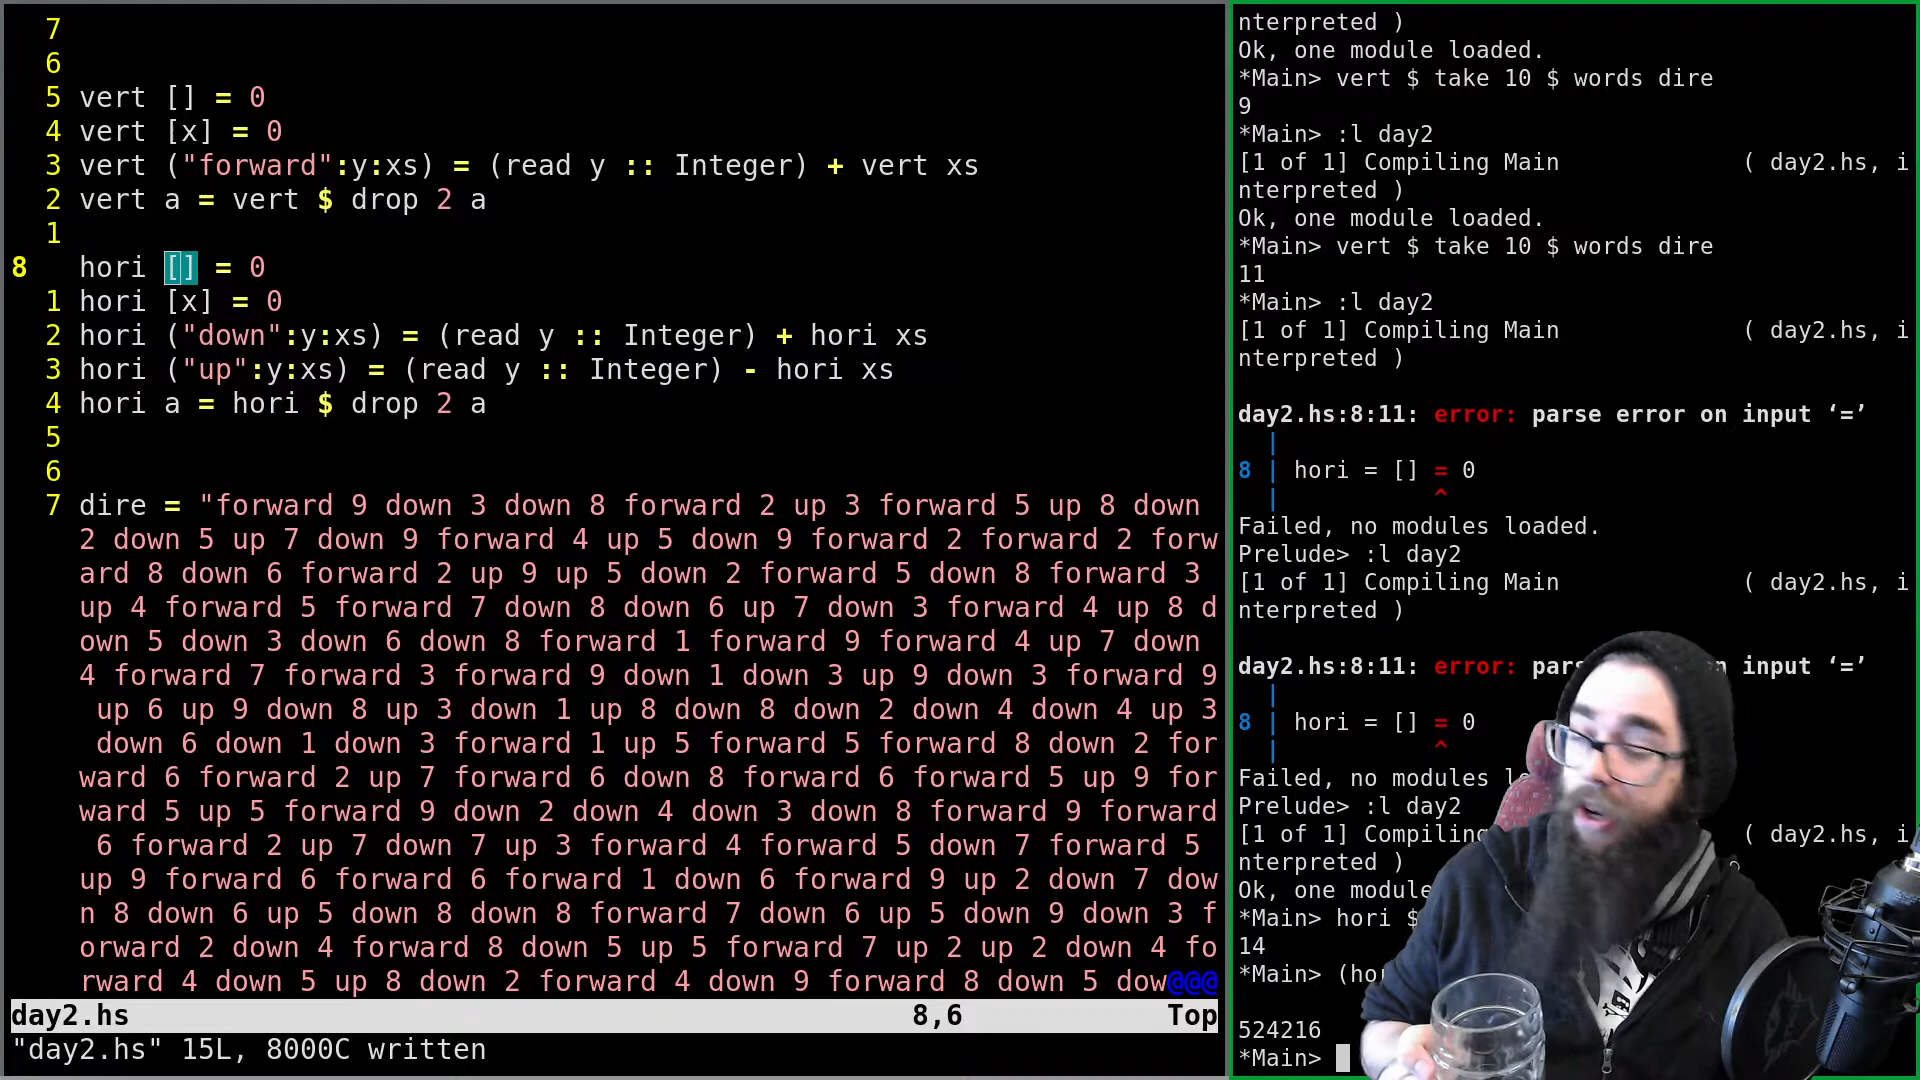 7
6
5 vert [] = 0
4 vert [x] = 0
3 vert ("forward":y:xs) = (read y :: Integer) + vert xs
2 vert a = vert $ drop 2 a
1
8 hori [] = 0
1 hori [x] = 0
2 hori ("down":y:xs) = (read y :: Integer) + hori xs
3 hori ("up":y:xs) = (read y :: Integer) - hori xs
4 hori a = hori $ drop 2 a
5
6
7 dire = "forward 9 down 3 down 8 forward 2 up 3 forward 5 up 8 down
2 down 5 up 7 down 9 forward 4 up 5 down 9 forward 2 forward 2 forw
ard 8 down 6 forward 2 up 9 up 5 down 2 forward 5 down 8 forward 3
up 4 forward 5 forward 7 down 8 down 6 up 7 down 3 forward 4 up 8 d
own 5 down 3 down 6 down 8 forward 1 forward 9 forward 4 up 7 down
4 forward 7 forward 3 forward 9 down 1 down 3 up 9 down 3 forward 9
up 6 up 9 down 8 up 3 down 1 up 8 down 8 down 2 down 4 down 4 up 3
down 6 down 1 down 3 forward 1 up 5 forward 5 forward 8 down 2 for
ward 6 forward 2 up 7 forward 6 down 8 forward 6 forward 5 up 9 for
ward 5 up 5 forward 9 down 2 down 4 down 3 down 8 forward 9 forward
6 forward 2 up 7 down 7 up 3 forward 4 forward 5 down 7 forward 5
up 9 forward 6 forward 6 forward 1 down 6 forward 9 up 2 down 7 dow
n 8 down 6 up 5 down 8 down 8 forward 7 down 6 up 5 down 9 down 3 f
orward 2 down 4 forward 8 down 5 up 5 forward 7 up 2 up 2 down 4 fo
rward 4 down 5 up 8 down 2 forward 4 down 9 forward 8 down 5 dow@@@
day2.hs 8,6 Top
"day2.hs" 15L, 8000C written
nterpreted )
Ok, one module loaded.
*Main> vert $ take 10 $ words dire
9
*Main> :l day2
[1 of 1] Compiling Main ( day2.hs, i
nterpreted )
Ok, one module loaded.
*Main> vert $ take 10 $ words dire
11
*Main> :l day2
[1 of 1] Compiling Main ( day2.hs, i
nterpreted )
day2.hs:8:11: error: parse error on input ‘=’
|
8 | hori = [] = 0
| ^
Failed, no modules loaded.
Prelude> :l day2
[1 of 1] Compiling Main ( day2.hs, i
nterpreted )
day2.hs:8:11: error: on input ‘=’
|
8 | hori = [] = 0
| ^
Failed, no modules
Prelude> :l day2
[1 of 1] ( day2.hs, i
nterpreted )
Ok, one module
*Main> hori $
14
*Main>
524216
*Main>